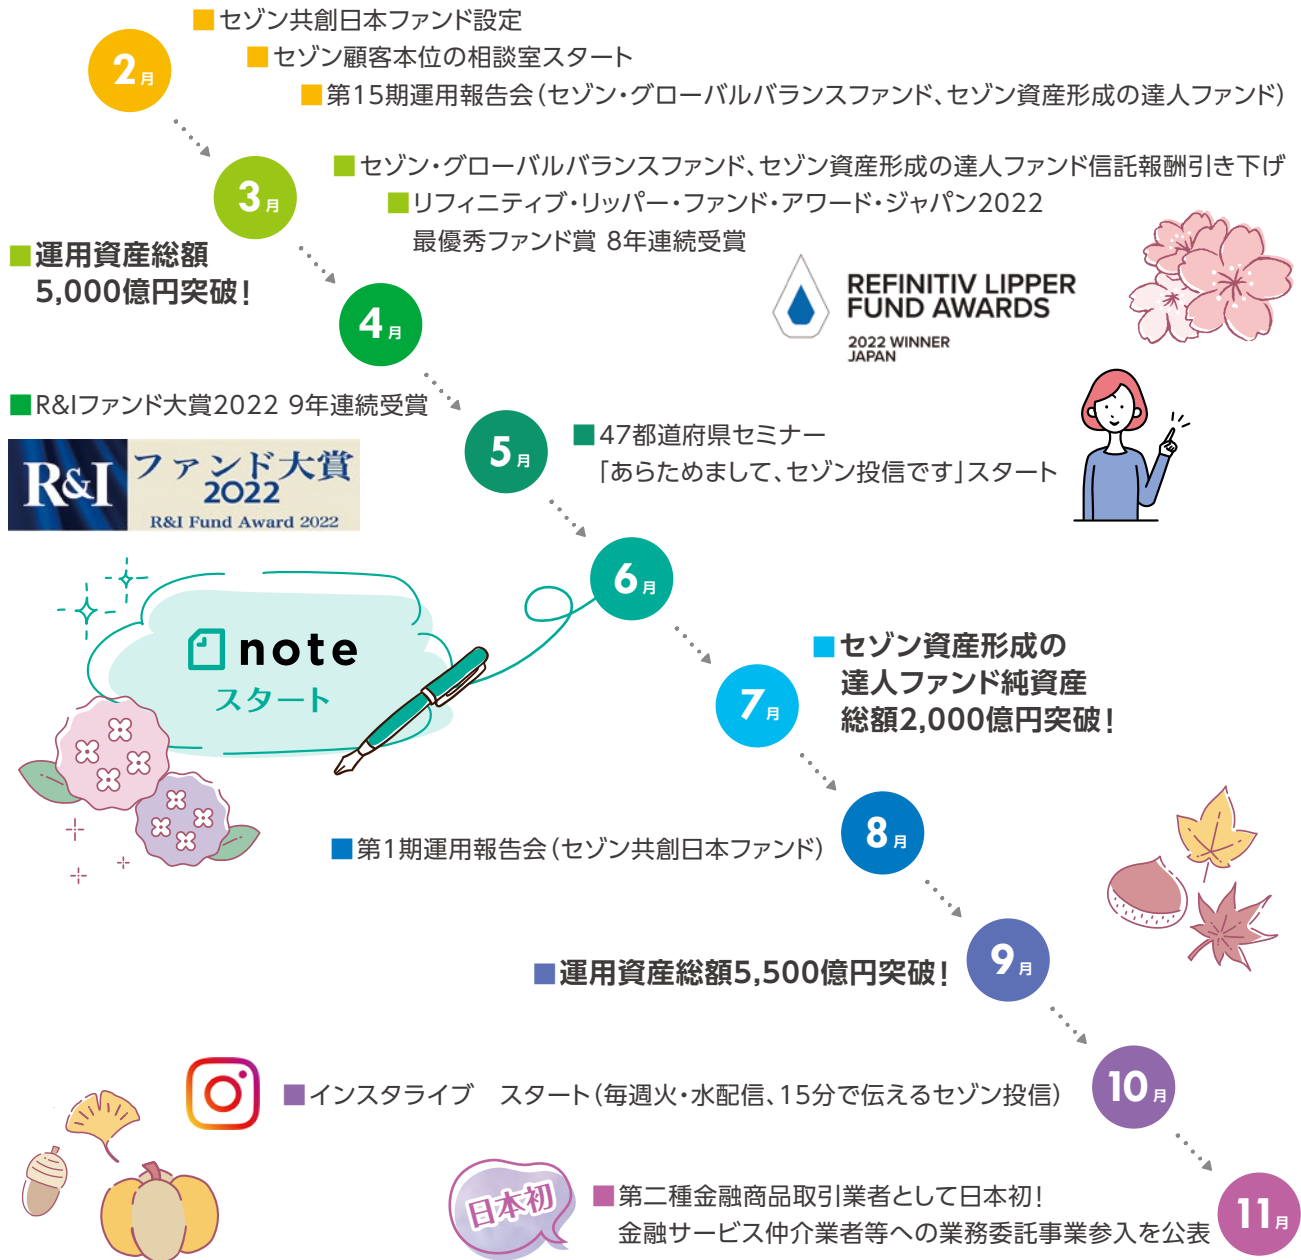 ■セゾン共創日本ファンド設定
■セゾン顧客本位の相談室スタート
2月
■第15期運用報告会(セゾン・グローバルバランスファンド、セゾン資産形成の達人ファンド)
■セゾン・グローバルバランスファンド、セゾン資産形成の達人ファンド信託報酬引き下げ
3月
■リフィニティブ・リッパー・ファンド・アワード・ジャパン2022
最優秀ファンド賞 8年連続受賞
■運用資産総額
5,000億円突破!
REFINITIV LIPPER
FUND AWARDS
2022 WINNER
JAPAN
4月
■R&Iファンド大賞2022 9年連続受賞
R&I
ファンド大賞
2022
R&I Fund Award 2022
5月
■47都道府県セミナー
「あらためまして、セゾン投信です」スタート
6月
note
スタート
7月
■セゾン資産形成の
達人ファンド純資産
総額2,000億円突破!
8月
■第1期運用報告会(セゾン共創日本ファンド)
9月
■運用資産総額5,500億円突破!
10月
■インスタライブ　スタート(毎週火・水配信、15分で伝えるセゾン投信)
日本初
■第二種金融商品取引業者として日本初!
金融サービス仲介業者等への業務委託事業参入を公表
11月